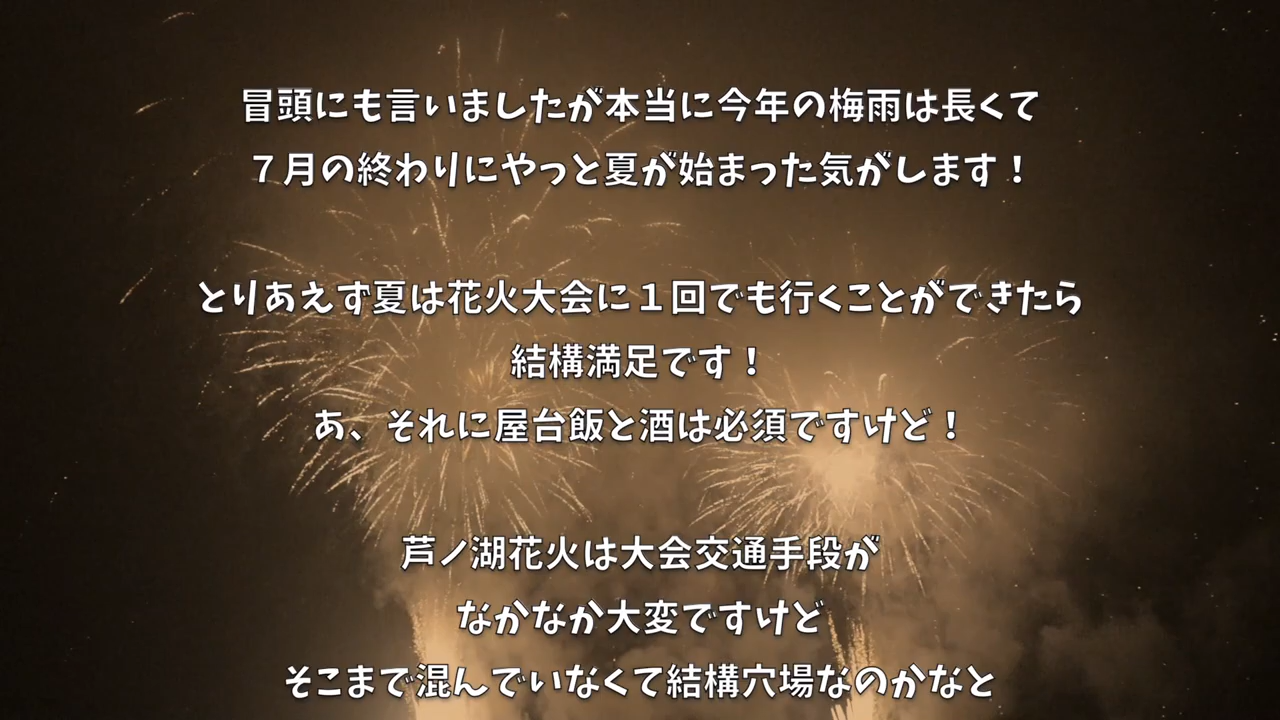 冒頭にも言いましたが本当に今年の梅雨は長くて
７月の終わりにやっと夏が始まった気がします！
とりあえず夏は花火大会に１回でも行くことができたら
結構満足です！
あ、それに屋台飯と酒は必須ですけど！
芦ノ湖花火は大会交通手段が
なかなか大変ですけど
そこまで混んでいなくて結構穴場なのかなと